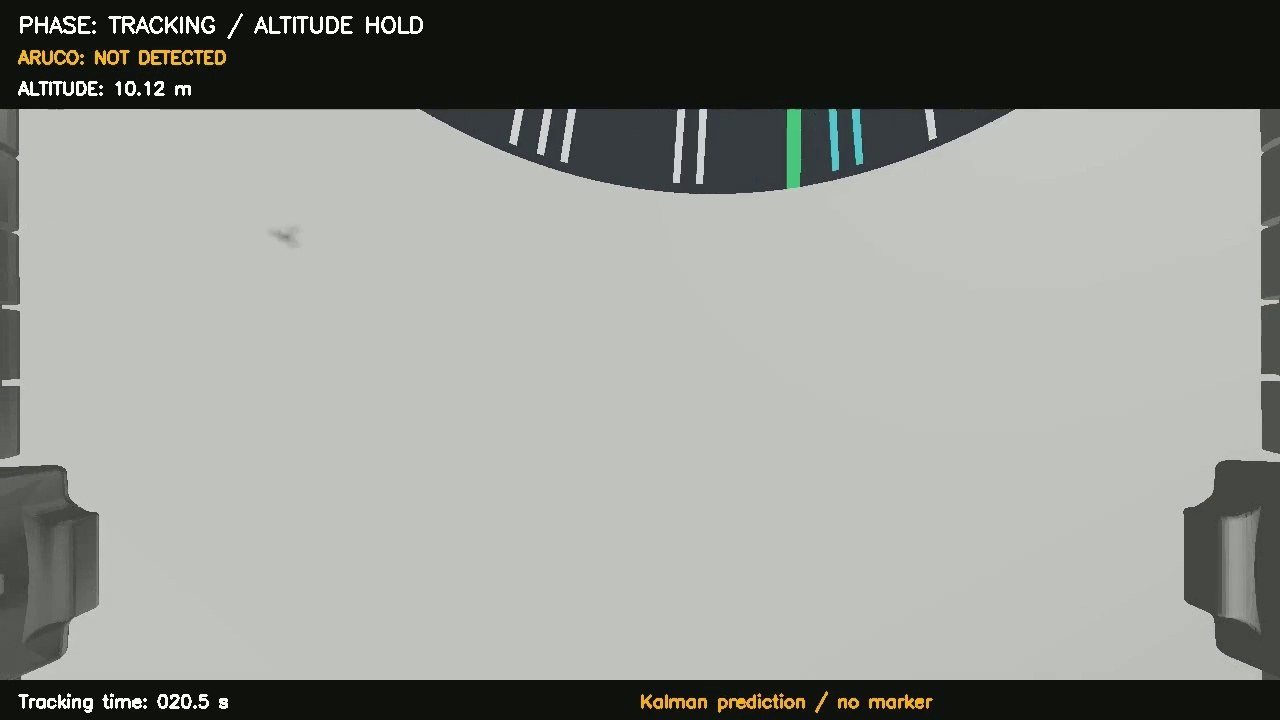 PHASE: TRACKING / ALTITUDE HOLD
ARUCO: NOT DETECTED
ALTITUDE: 10.12 m
Tracking time: 020.5 s
Kalman prediction / no marker